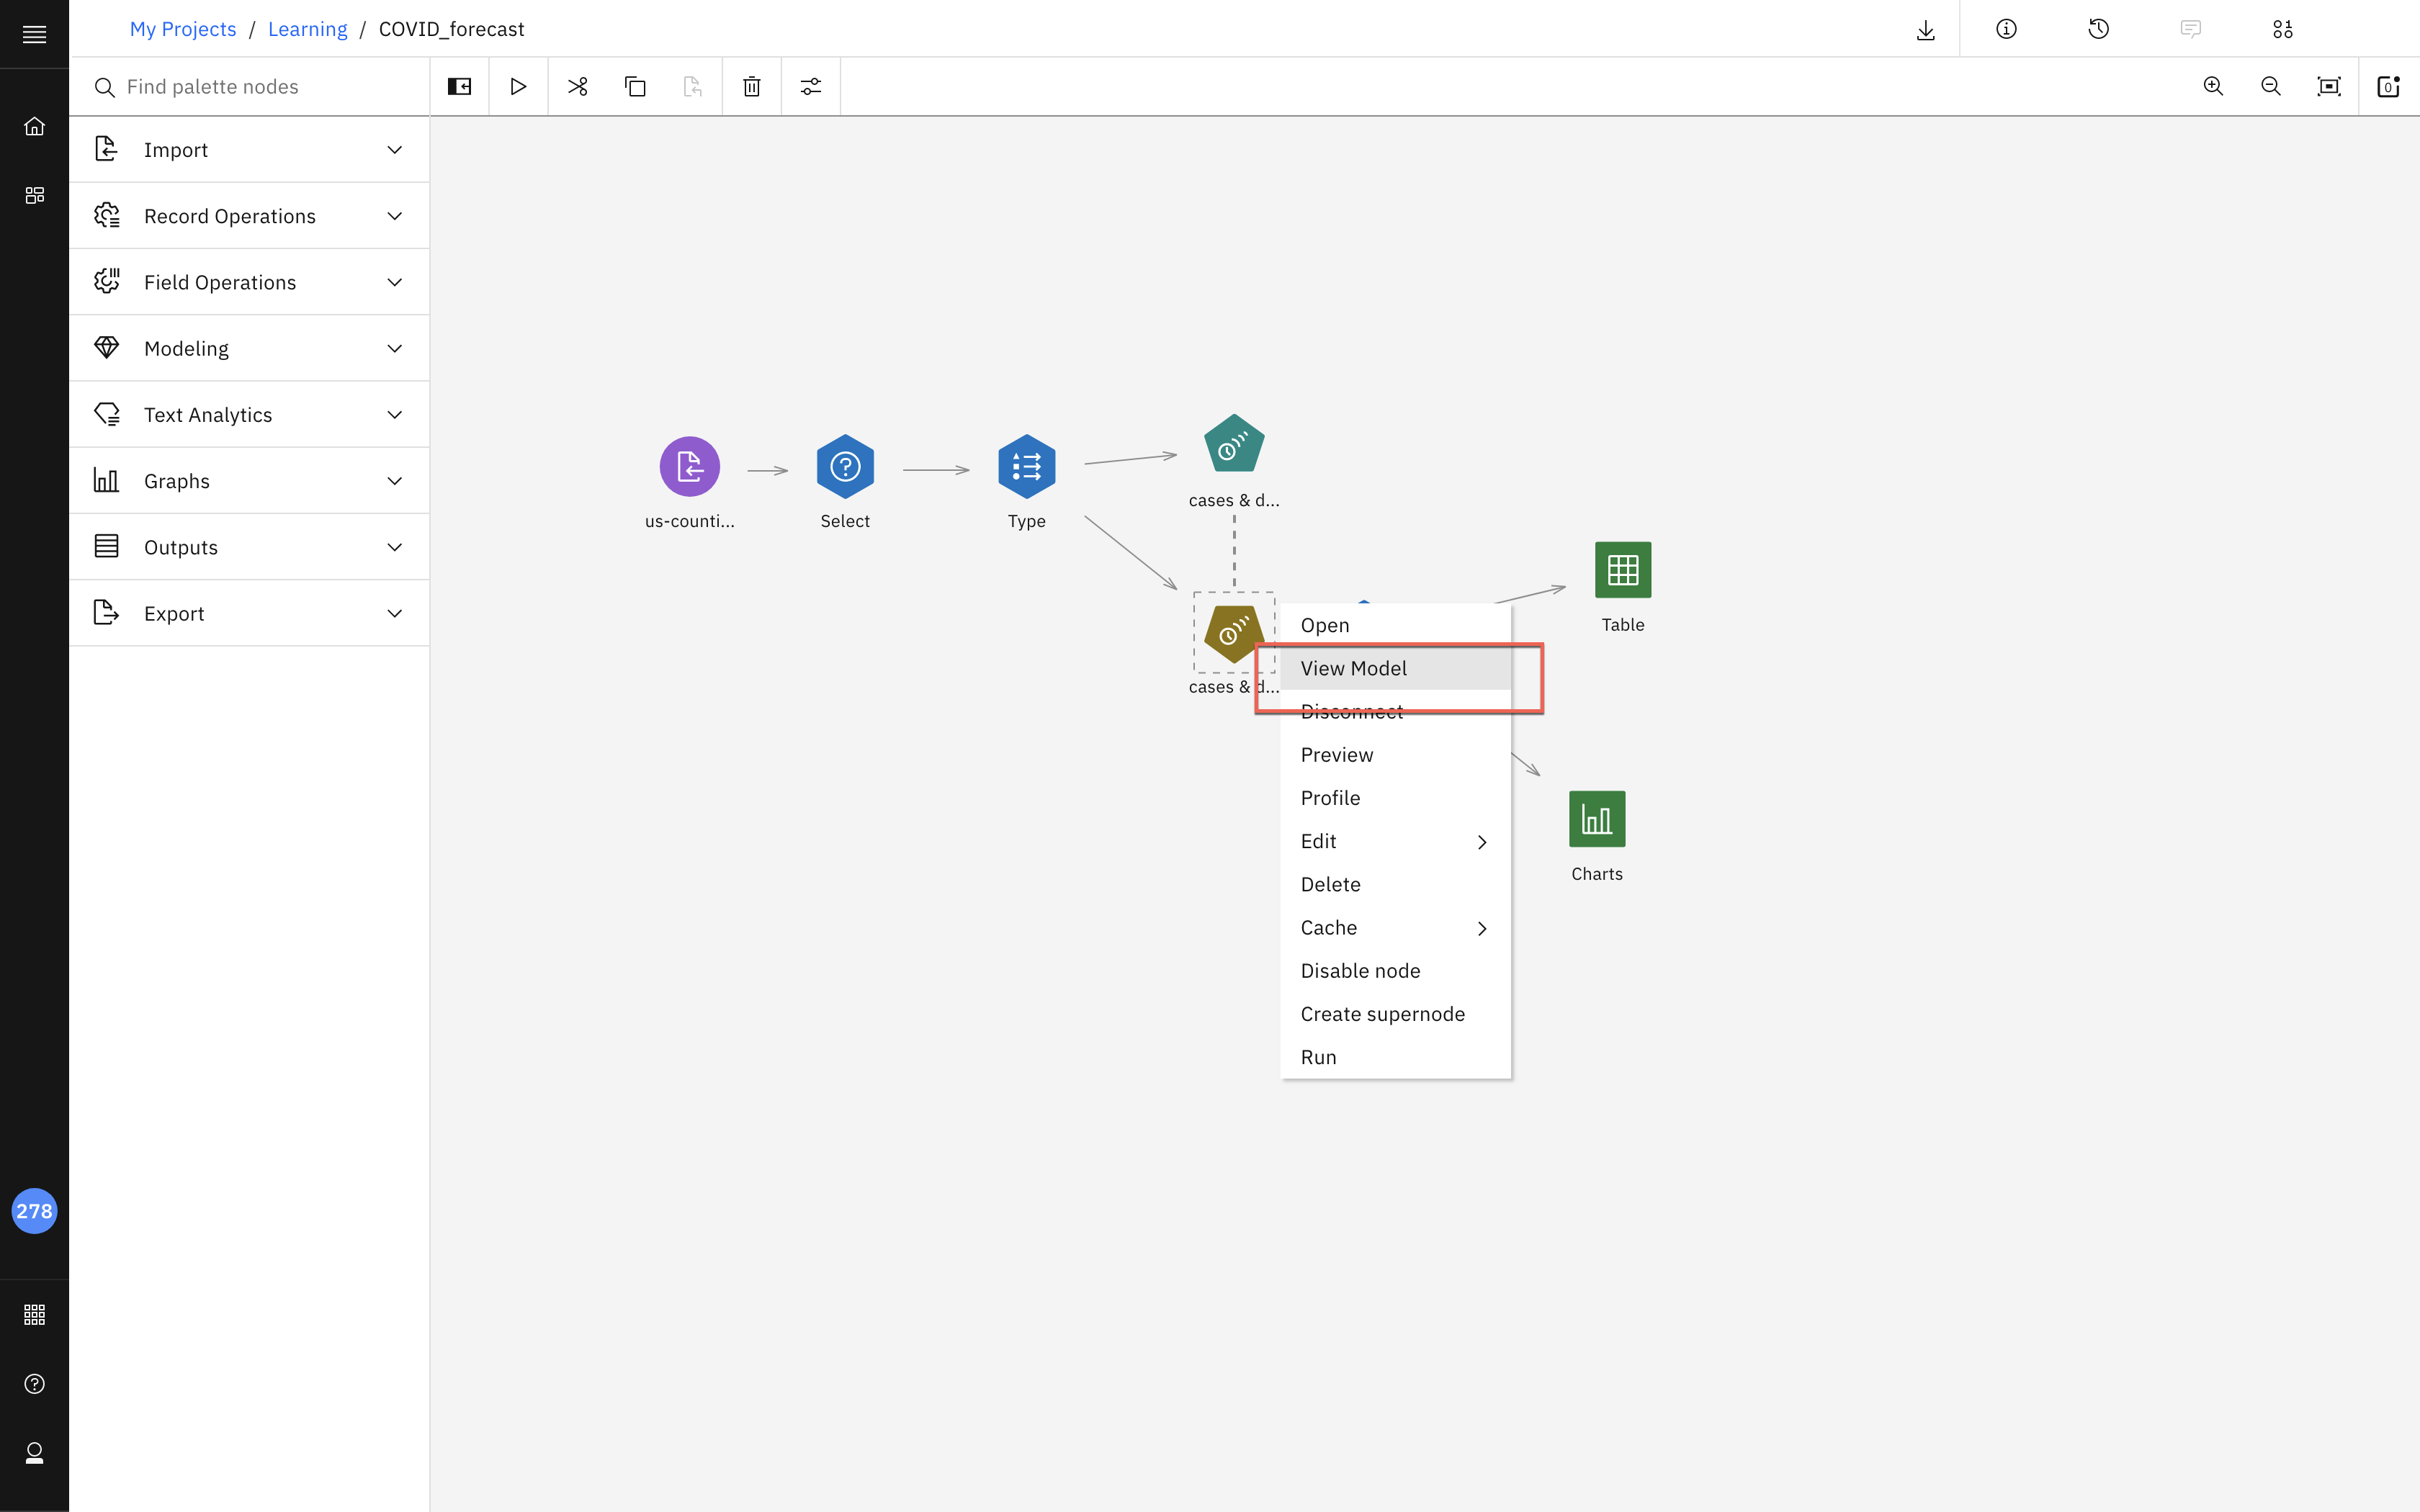 My Projects / Learning / COVID_forecast
Find palette nodes
Import
Record Operations
Field Operations
Modeling
Text Analytics
Graphs
Outputs
Export
278
us-counti...
Select
Type
cases & d...
cases & d...
Table
Charts
Open
View Model
Disconnect
Preview
Profile
Edit
Delete
Cache
Disable node
Create supernode
Run
0